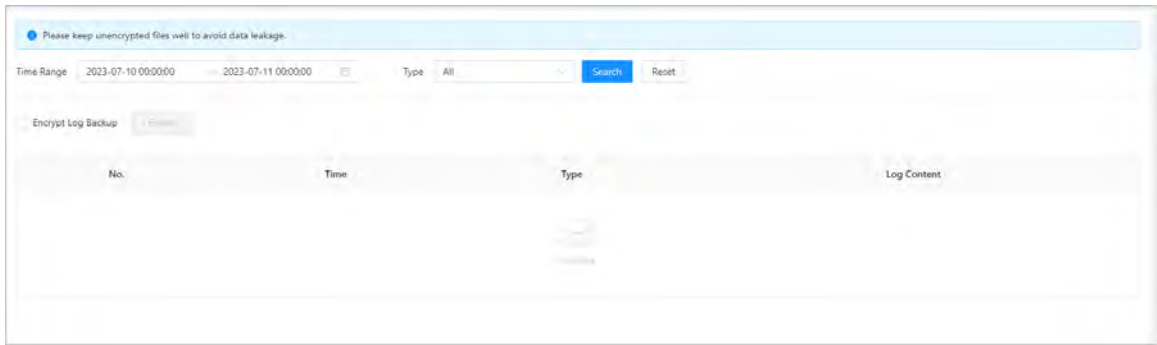 Please keep unencrypted files well to avoid data leakage.
Time Range 2023-07-10 00:00:00 2023-07-11 00:00:00 Type All Search Reset
Encrypt Log Backup
No. Time Type Log Content